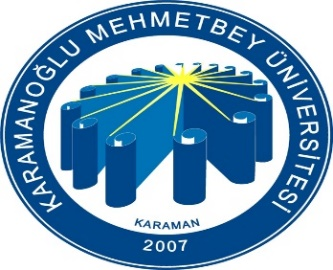 KARAMANOĞLU MEHMETBEY ÜNİVERSİTESİ
KARAMAN
2007